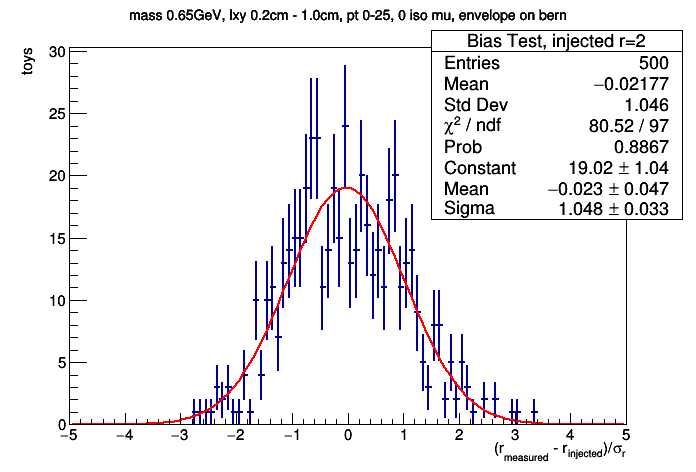 mass 0.65GeV, lxy 0.2cm - 1.0cm, pt 0-25, 0 iso mu, envelope on bern
Bias Test, injected r=2
Entries 500
Mean −0.02177
Std Dev 1.046
χ² / ndf 80.52 / 97
Prob 0.8867
Constant 19.02 ± 1.04
Mean −0.023 ± 0.047
Sigma 1.048 ± 0.033
toys
30
25
20
15
10
5
0
−5 −4 −3 −2 −1 0 1 2 3 4 5
(r_measured - r_injected)/σ_r